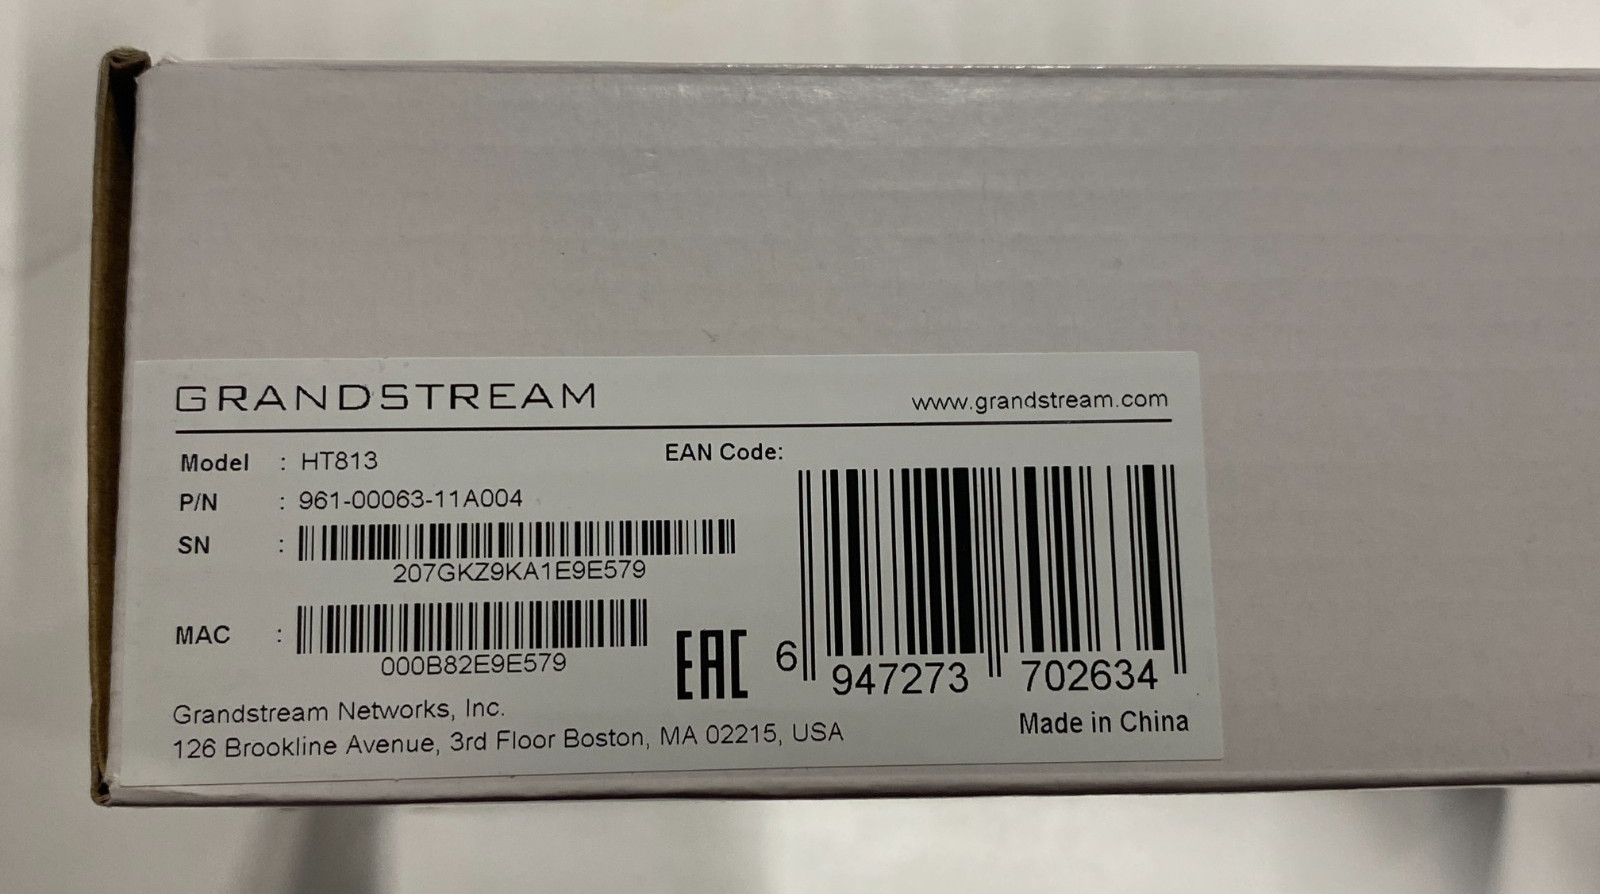 GRANDSTREAM www.grandstream.com
Model : HT813 EAN Code:
P/N : 961-00063-11A004
SN :
207GKZ9KA1E9E579
MAC :
000B82E9E579
EAC 6 947273 702634
Grandstream Networks, Inc.
126 Brookline Avenue, 3rd Floor Boston, MA 02215, USA
Made in China